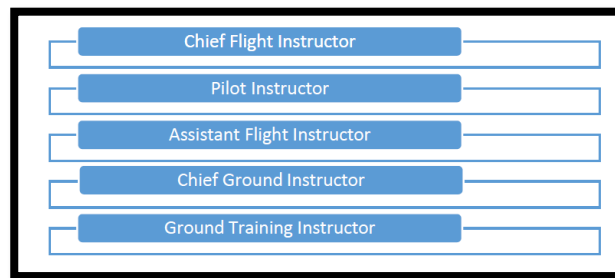 Chief Flight Instructor
Pilot Instructor
Assistant Flight Instructor
Chief Ground Instructor
Ground Training Instructor